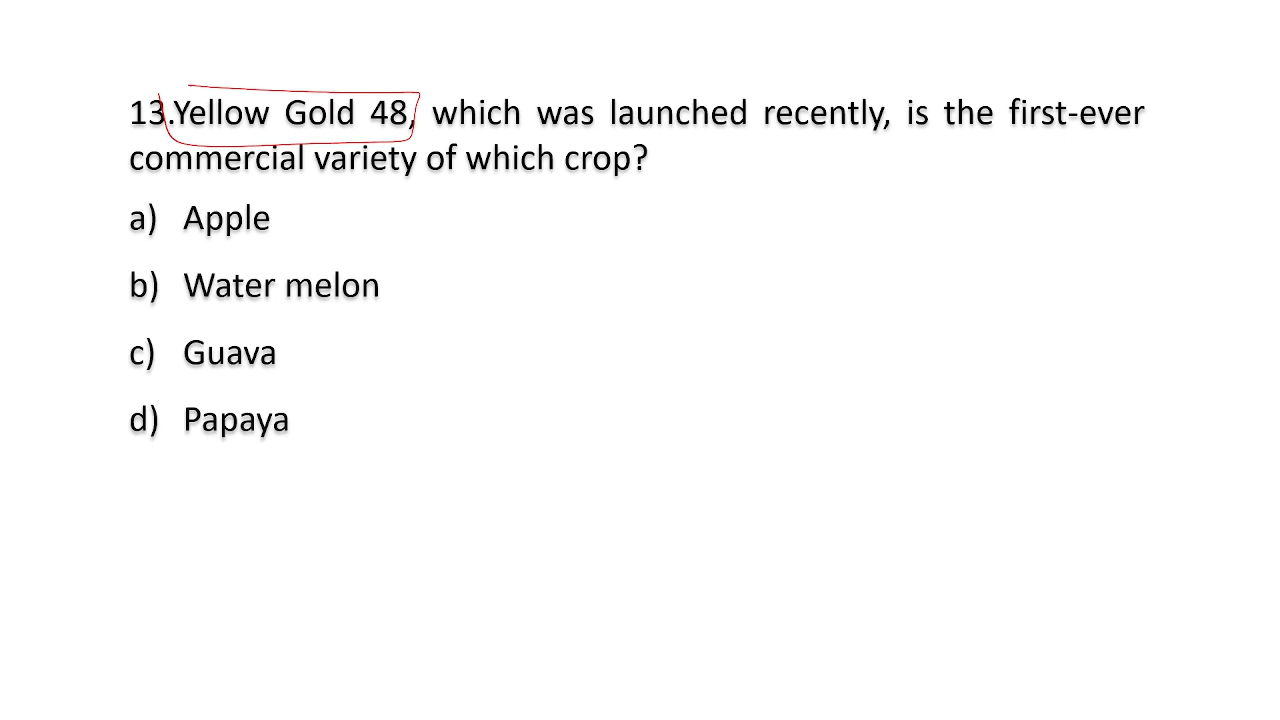 13.Yellow Gold 48, which was launched recently, is the first-ever
commercial variety of which crop?
a) Apple
b) Water melon
c) Guava
d) Papaya